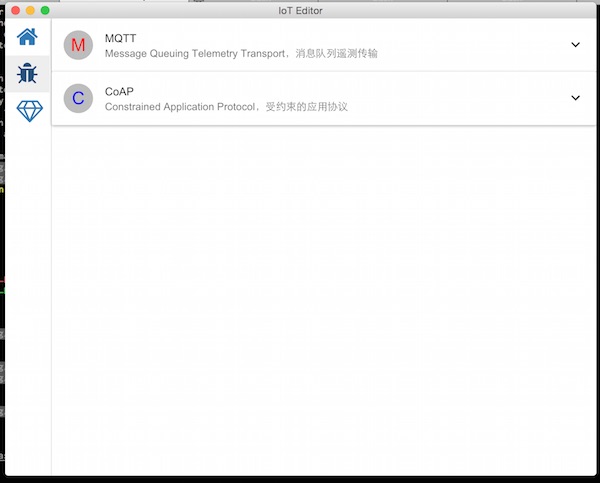 IoT Editor
M
MQTT
Message Queuing Telemetry Transport，消息队列遥测传输
C
CoAP
Constrained Application Protocol，受约束的应用协议